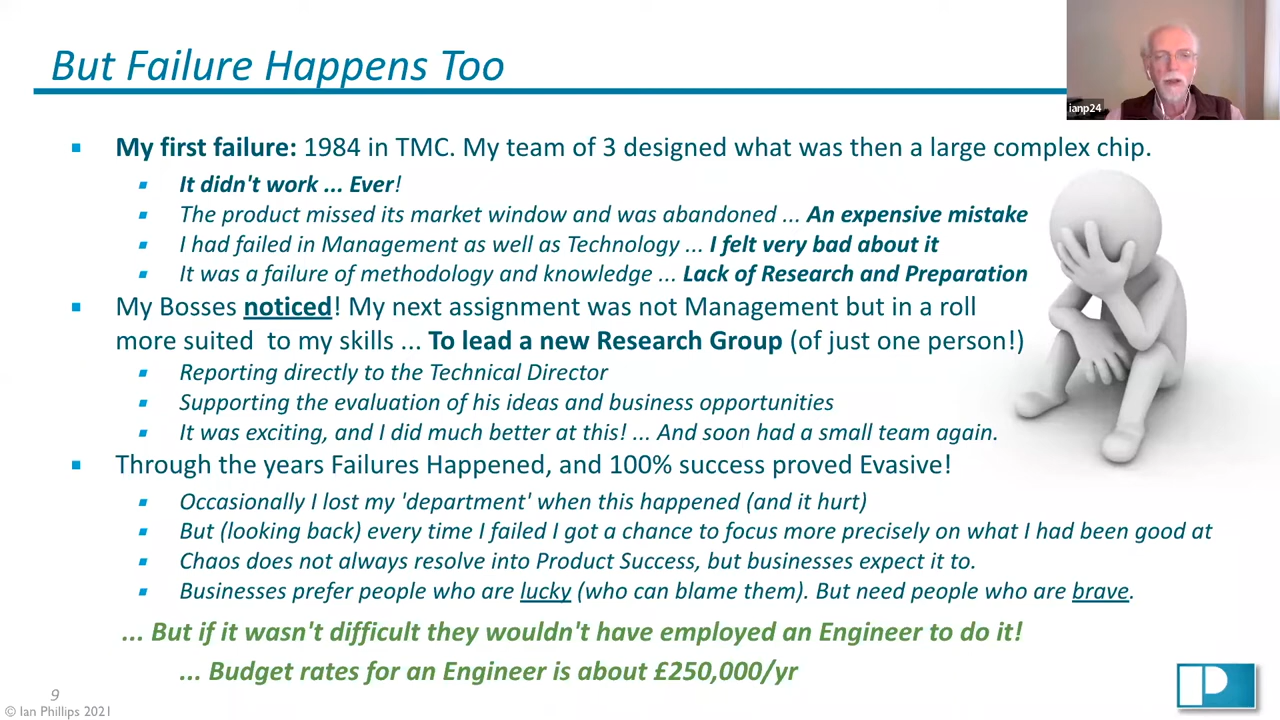 But Failure Happens Too
ianp24
My first failure: 1984 in TMC. My team of 3 designed what was then a large complex chip.
It didn't work ... Ever!
The product missed its market window and was abandoned ... An expensive mistake
I had failed in Management as well as Technology ... I felt very bad about it
It was a failure of methodology and knowledge ... Lack of Research and Preparation
My Bosses noticed! My next assignment was not Management but in a roll
more suited to my skills ... To lead a new Research Group (of just one person!)
Reporting directly to the Technical Director
Supporting the evaluation of his ideas and business opportunities
It was exciting, and I did much better at this! ... And soon had a small team again.
Through the years Failures Happened, and 100% success proved Evasive!
Occasionally I lost my 'department' when this happened (and it hurt)
But (looking back) every time I failed I got a chance to focus more precisely on what I had been good at
Chaos does not always resolve into Product Success, but businesses expect it to.
Businesses prefer people who are lucky (who can blame them). But need people who are brave.
... But if it wasn't difficult they wouldn't have employed an Engineer to do it!
... Budget rates for an Engineer is about £250,000/yr
9
© Ian Phillips 2021
P